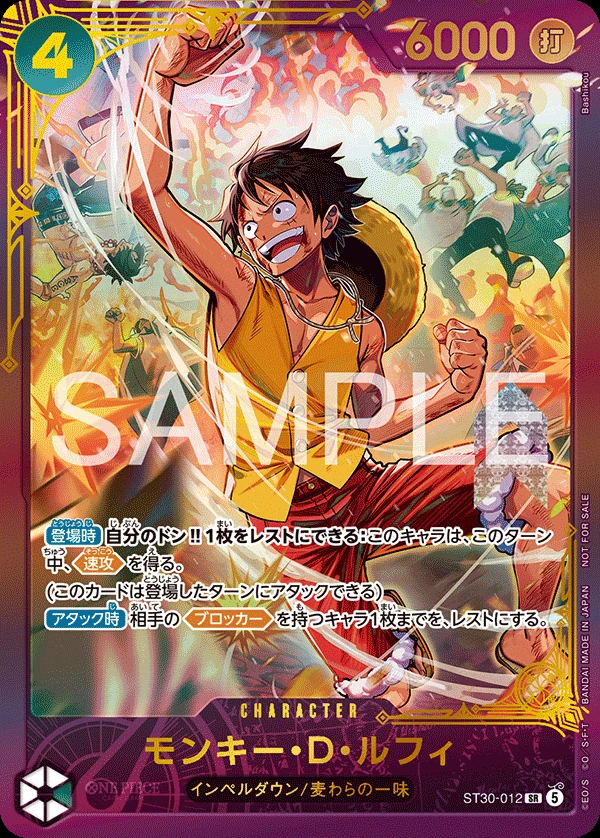 4
6000 打
Bashikou
SAMPLE
登場時 自分のドン!!1枚をレストにできる:このキャラは、このターン
中、速攻を得る。
(このカードは登場したターンにアタックできる)
アタック時 相手の ブロッカー を持つキャラ1枚までを、レストにする。
CHARACTER
モンキー・D・ルフィ
インペルダウン/麦わらの一味
ONE PIECE
CARD GAME
ST30-012 SR 5
©E/S ©O/S・F・T BANDAI MADE IN JAPAN NOT FOR SALE